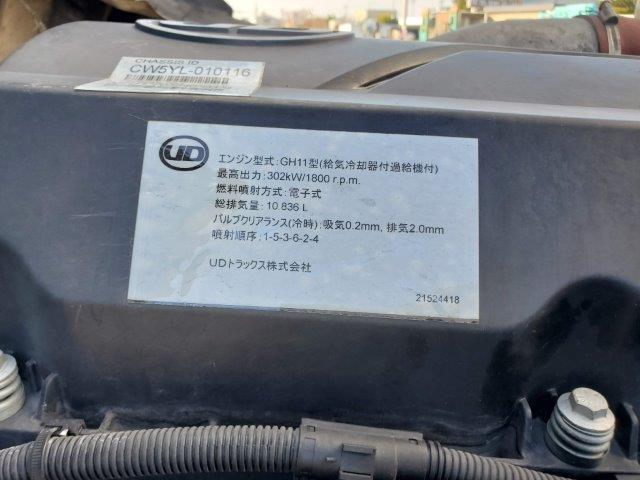 CHASSIS ID
CW5YL-010116
UD
エンジン型式:GH11型(給気冷却器付過給機付)
最高出力:302kW/1800 r.p.m.
燃料噴射方式:電子式
総排気量:10.836 L
バルブクリアランス(冷時):吸気0.2mm, 排気2.0mm
噴射順序:1-5-3-6-2-4
UDトラックス株式会社
21524418